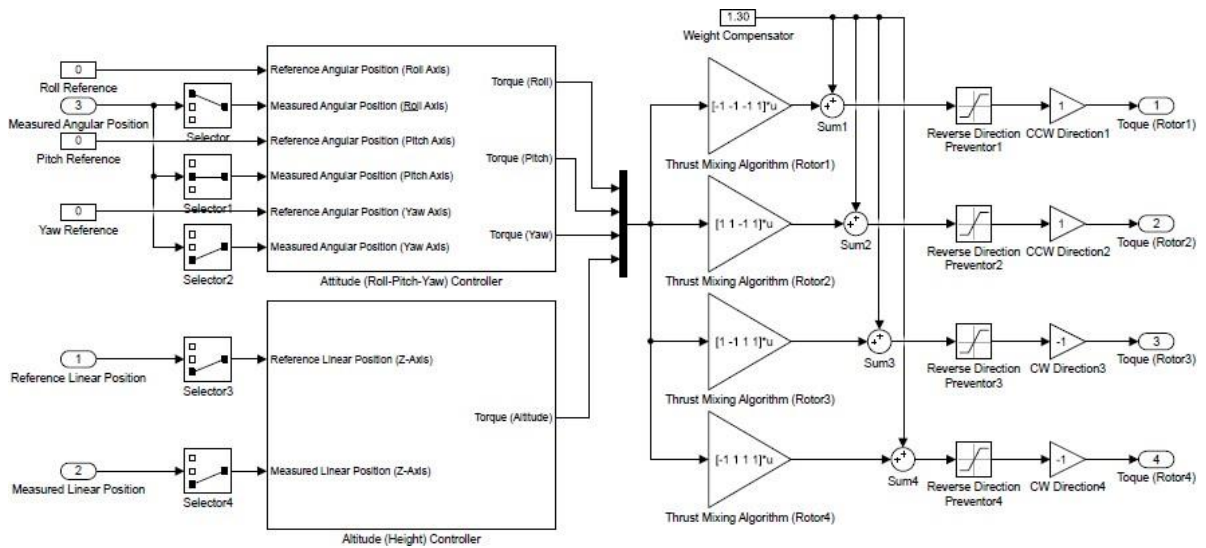 1.30
Weight Compensator
0
Roll Reference
3
Measured Angular Position
0
Pitch Reference
0
Yaw Reference
Selector
Selector1
Selector2
Reference Angular Position (Roll Axis)
Measured Angular Position (Roll Axis)
Reference Angular Position (Pitch Axis)
Measured Angular Position (Pitch Axis)
Reference Angular Position (Yaw Axis)
Measured Angular Position (Yaw Axis)
Torque (Roll)
Torque (Pitch)
Torque (Yaw)
Attitude (Roll-Pitch-Yaw) Controller
1
Reference Linear Position
Selector3
2
Measured Linear Position
Selector4
Reference Linear Position (Z-Axis)
Measured Linear Position (Z-Axis)
Torque (Altitude)
Altitude (Height) Controller
[-1 -1 -1 1]*u
Thrust Mixing Algorithm (Rotor1)
++
Sum1
Reverse Direction
Preventor1
1
CCW Direction1
1
Toque (Rotor1)
[1 1 -1 1]*u
Thrust Mixing Algorithm (Rotor2)
++
Sum2
Reverse Direction
Preventor2
1
CCW Direction2
2
Toque (Rotor2)
[1 -1 1 1]*u
Thrust Mixing Algorithm (Rotor3)
++
Sum3
Reverse Direction
Preventor3
-1
CW Direction3
3
Toque (Rotor3)
[-1 1 1 1]*u
Thrust Mixing Algorithm (Rotor4)
++
Sum4
Reverse Direction
Preventor4
-1
CW Direction4
4
Toque (Rotor4)